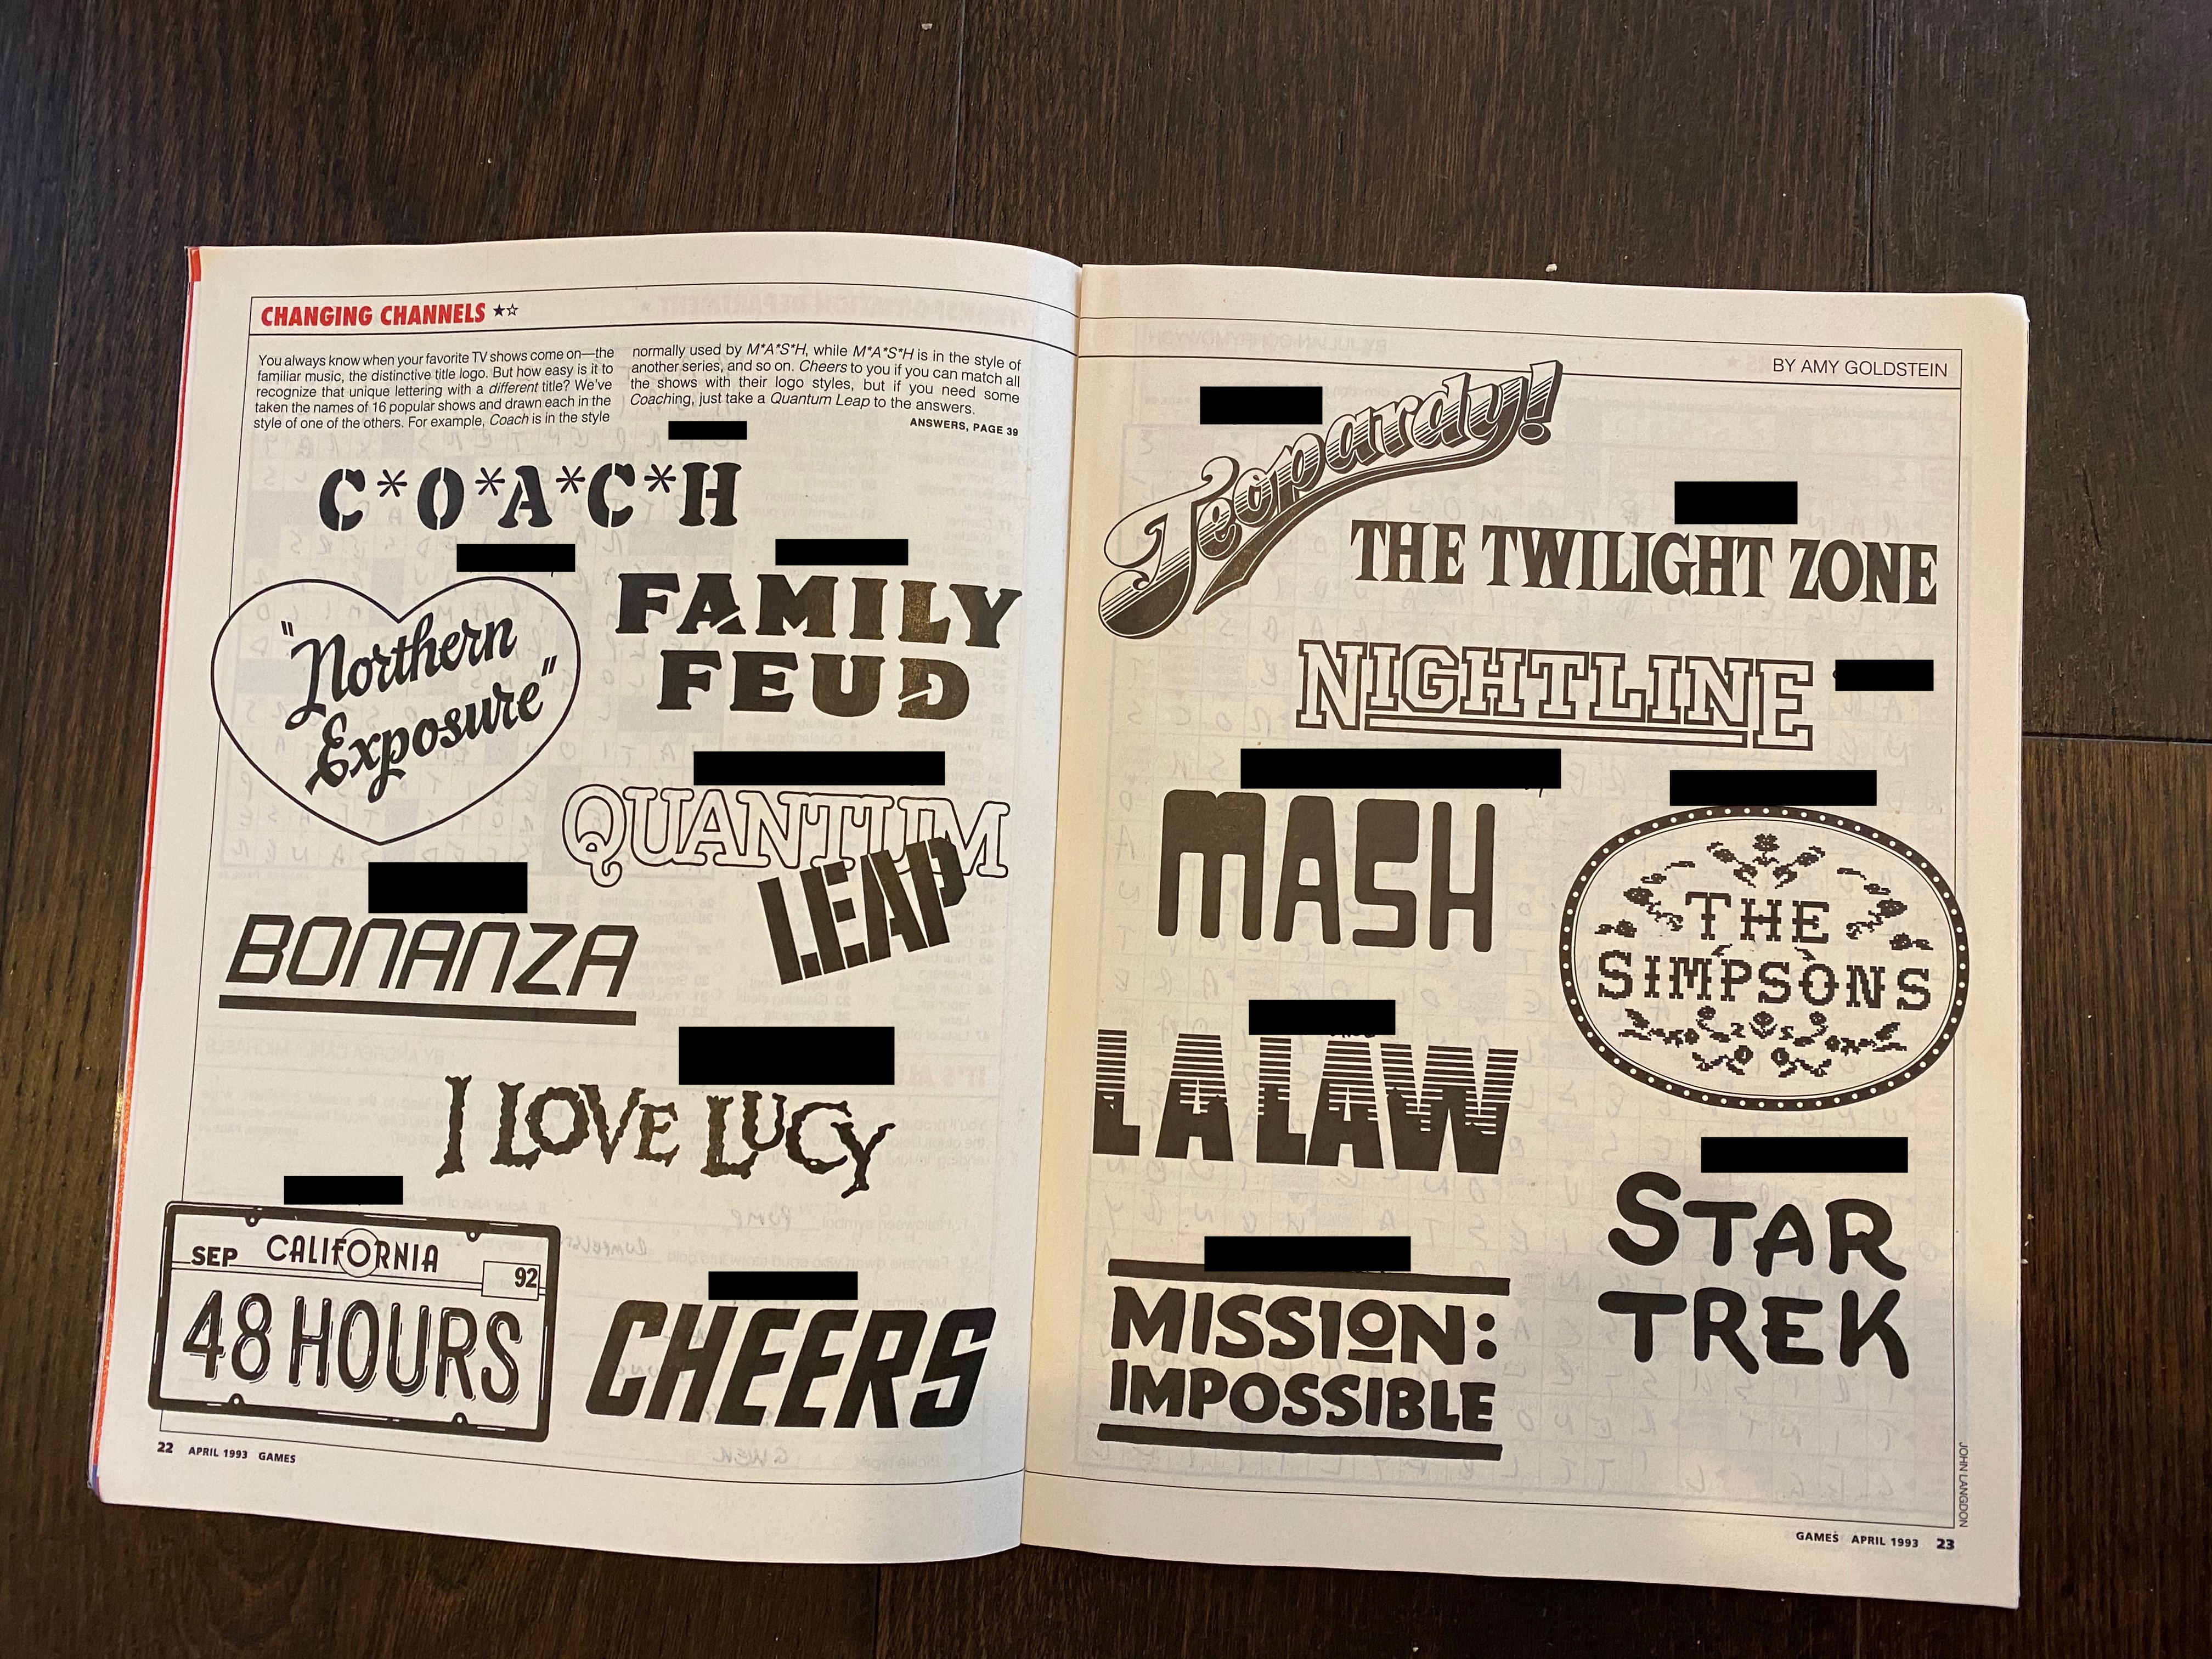 CHANGING CHANNELS ★☆
You always know when your favorite TV shows come on—the
familiar music, the distinctive title logo. But how easy is it to
recognize that unique lettering with a different title? We've
taken the names of 16 popular shows and drawn each in the
style of one of the others. For example, Coach is in the style
normally used by M*A*S*H, while M*A*S*H is in the style of
another series, and so on. Cheers to you if you can match all
the shows with their logo styles, but if you need some
Coaching, just take a Quantum Leap to the answers.
ANSWERS, PAGE 39
C*O*A*C*H
"Northern
Exposure"
FAMILY
FEUD
QUANTUM
LEAP
BONANZA
I LOVE LUCY
SEP CALIFORNIA 92
48 HOURS
CHEERS
22 APRIL 1993 GAMES
BY AMY GOLDSTEIN
Jeopardy!
THE TWILIGHT ZONE
NIGHTLINE
MASH
THE
SIMPSONS
LA LAW
STAR
TREK
MISSION:
IMPOSSIBLE
JOHN LANGDON
GAMES APRIL 1993 23